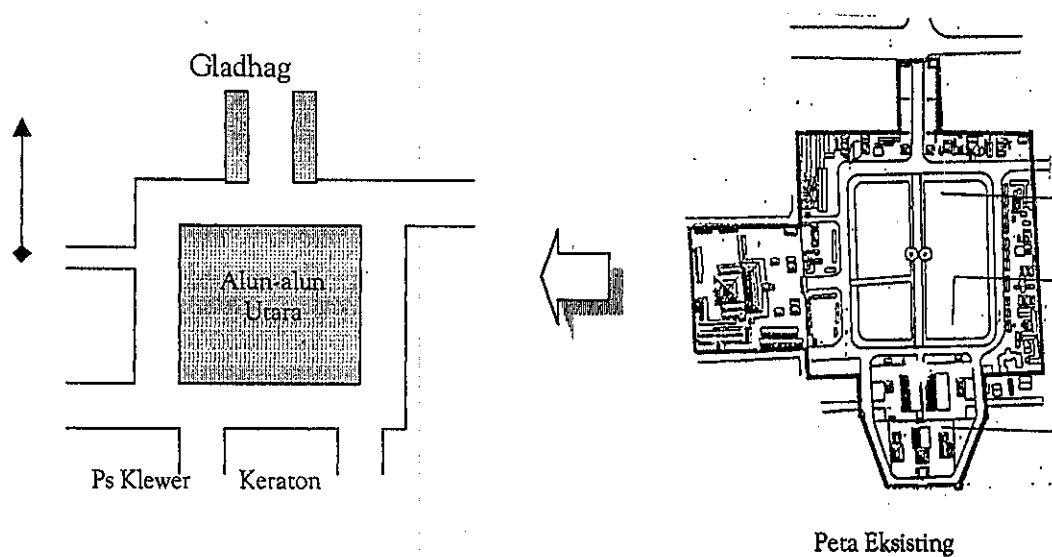 Gladhag
Alun-alun
Utara
Ps Klewer
Keraton
Peta Eksisting